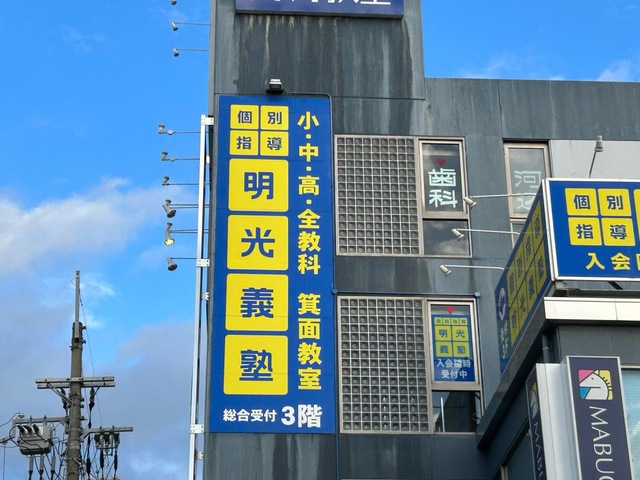 個別
指導
明
光
義
塾
小・中・高・全教科 箕面教室
総合受付 3階
歯科
河
明光
義塾
入会随時
受付中
個別
指導
入会
MABUC